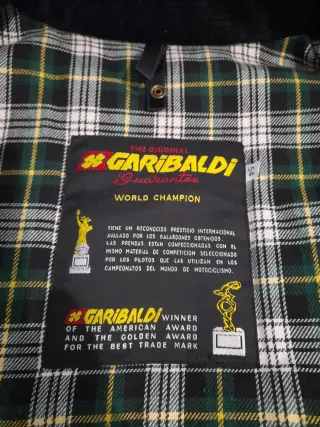 THE ORIGINAL
GARIBALDI
Guarantee
WORLD CHAMPION
TIENE UN RECONOCIDO PRESTIGIO INTERNACIONAL
AVALADO POR LOS GALARDONES OBTENIDOS.
LAS PRENDAS ESTAN CONFECCIONADAS CON EL
MISMO MATERIAL DE COMPETICION SELECCIONADO
POR LOS PILOTOS QUE LAS UTILIZAN EN LOS
CAMPEONATOS DEL MUNDO DE MOTOCICLISMO.
GARIBALDI WINNER
OF THE AMERICAN AWARD
AND THE GOLDEN AWARD
FOR THE BEST TRADE MARK